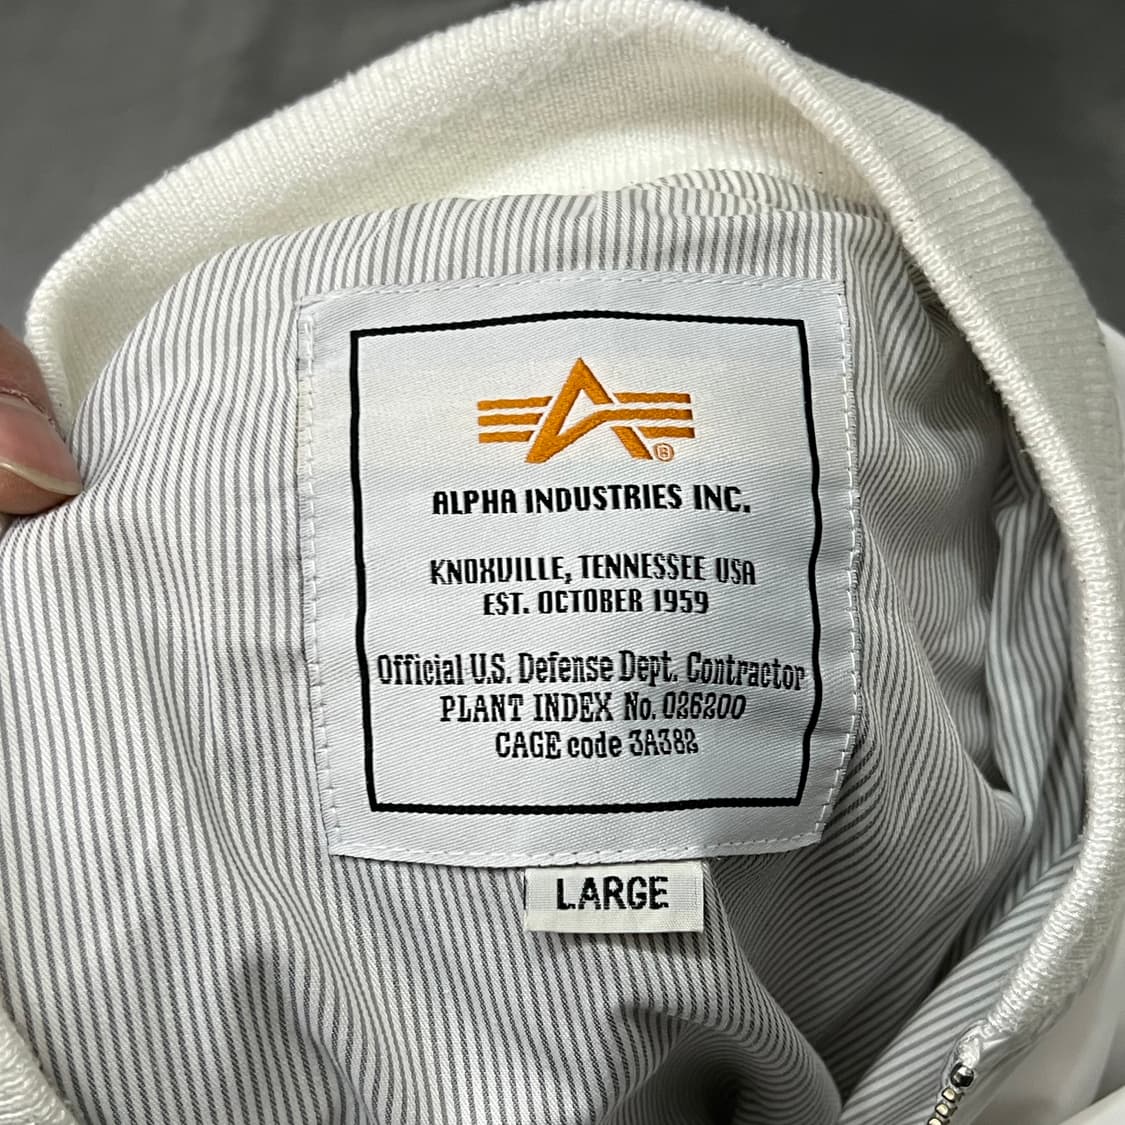 ®
ALPHA INDUSTRIES INC.
KNOXVILLE, TENNESSEE USA
EST. OCTOBER 1959
Official U.S. Defense Dept. Contractor
PLANT INDEX No. 026200
CAGE code 3A382
LARGE